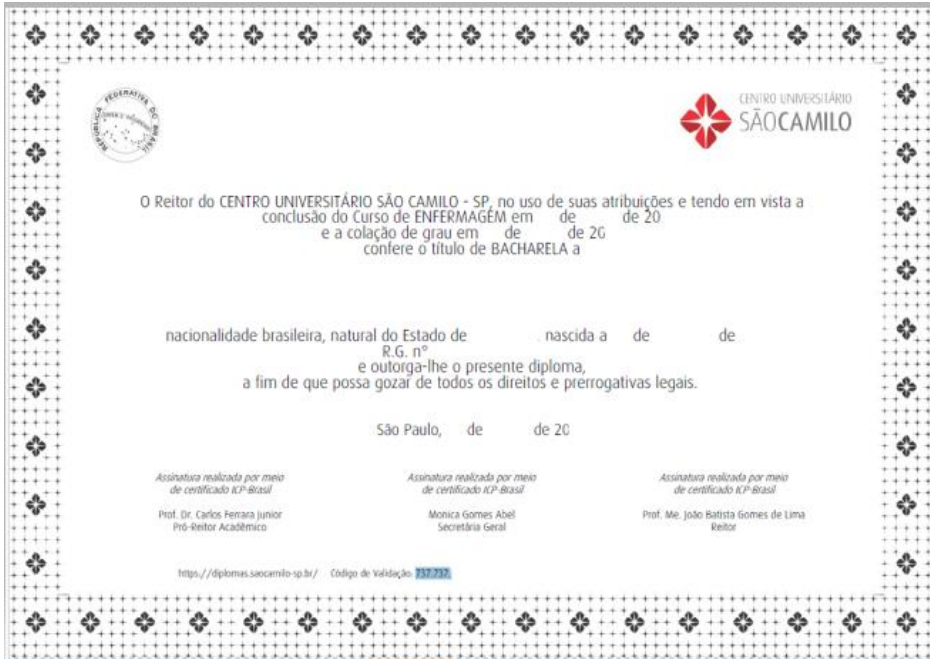 REPÚBLICA FEDERATIVA DO BRASIL
CENTRO UNIVERSITÁRIO
SÃOCAMILO
O Reitor do CENTRO UNIVERSITÁRIO SÃO CAMILO - SP, no uso de suas atribuições e tendo em vista a
conclusão do Curso de ENFERMAGEM em de de 20
e a colação de grau em de de 20
confere o título de BACHARELA a
nacionalidade brasileira, natural do Estado de nascida a de de
R.G. nº
e outorga-lhe o presente diploma,
a fim de que possa gozar de todos os direitos e prerrogativas legais.
São Paulo, de de 20
Assinatura realizada por meio
de certificado ICP-Brasil
Prof. Dr. Carlos Ferrara Junior
Pró-Reitor Acadêmico
Assinatura realizada por meio
de certificado ICP-Brasil
Monica Gomes Abel
Secretária Geral
Assinatura realizada por meio
de certificado ICP-Brasil
Prof. Me. João Batista Gomes de Lima
Reitor
https://diplomas.saocamilo-sp.br/ Código de Validação: 737.737.